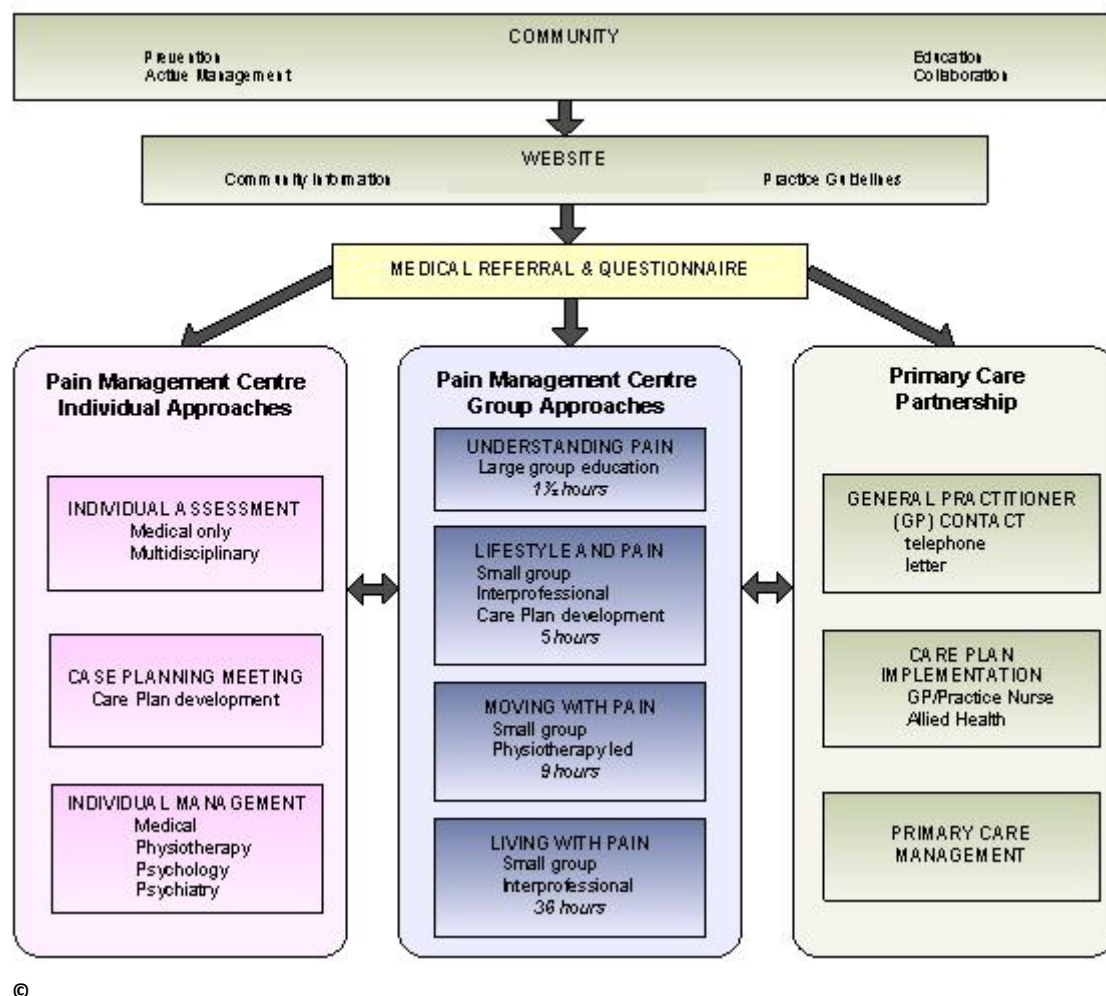 COMMUNITY
Prevention
Active Management
Education
Collaboration
WEBSITE
Community Information
Practice Guidelines
MEDICAL REFERRAL & QUESTIONNAIRE
Pain Management Centre
Individual Approaches
INDIVIDUAL ASSESSMENT
Medical only
Multidisciplinary
CASE PLANNING MEETING
Care Plan development
INDIVIDUAL MANAGEMENT
Medical
Physiotherapy
Psychology
Psychiatry
Pain Management Centre
Group Approaches
UNDERSTANDING PAIN
Large group education
hours
LIFESTYLE AND PAIN
Small group
Interprofessional
Care Plan development
5 hours
MOVING WITH PAIN
Small group
Physiotherapy led
9 hours
LIVING WITH PAIN
Small group
Interprofessional
36 hours
Primary Care
Partnership
GENERAL PRACTITIONER
(GP) CONTACT
telephone
letter
CARE PLAN
IMPLEMENTATION
GP/Practice Nurse
Allied Health
PRIMARY CARE
MANAGEMENT
©